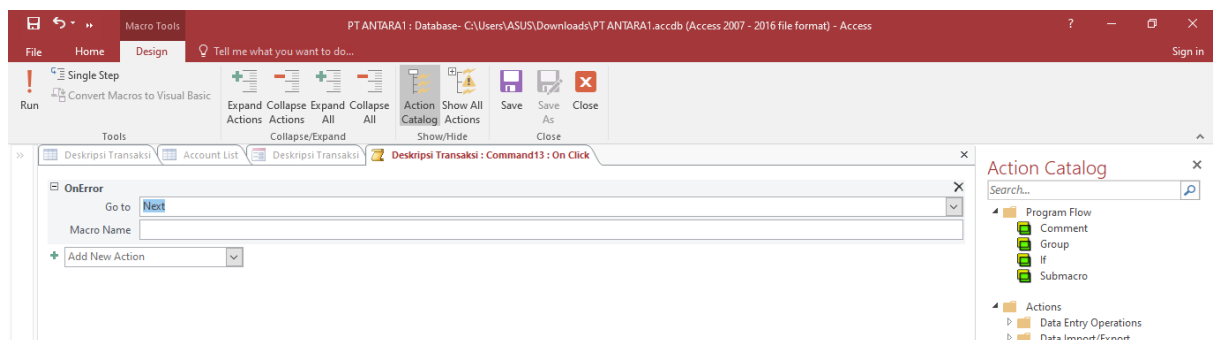 Macro Tools PT ANTARA1 : Database- C:\Users\ASUS\Downloads\PT ANTARA1.accdb (Access 2007 - 2016 file format) - Access ?
File Home Design Tell me what you want to do... Sign in
Run
Single Step
Convert Macros to Visual Basic
Tools
Expand Actions
Collapse Actions
Expand All
Collapse All
Collapse/Expand
Action Catalog
Show All Actions
Show/Hide
Save
Save As
Close
Close
Deskripsi Transaksi Account List Deskripsi Transaksi Deskripsi Transaksi : Command13 : On Click
OnError
Go to Next
Macro Name
Add New Action
Action Catalog
Search...
Program Flow
Comment
Group
If
Submacro
Actions
Data Entry Operations
Data Import/Export